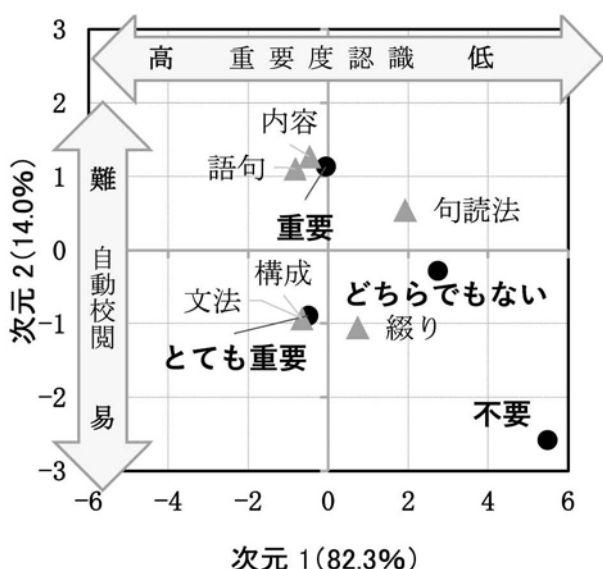 3
高 重要度認識 低
2
内容
難
1
語句
重要
句読法
0
自動校閲
構成
どちらでもない
文法
-1
綴り
とても重要
易
-2
不要
-3
-6 -4 -2 0 2 4 6
次元 2(14.0%)
次元 1(82.3%)